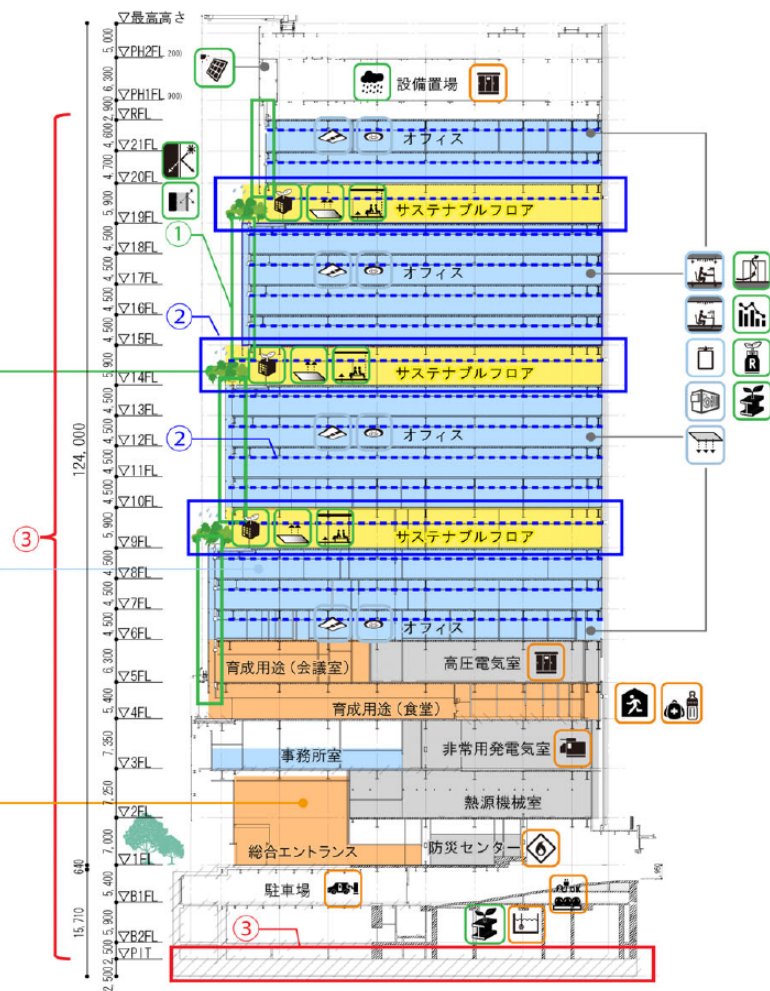 ▽最高高さ
5,000
▽PH2FL 200)
6,300
設備置場
▽PH1FL 900)
2,900
▽RFL
4,600
オフィス
▽21FL
4,700
▽20FL
5,900
サステナブルフロア
▽19FL
4,500
①
▽18FL
4,500
オフィス
▽17FL
4,500
▽16FL
4,500
②
▽15FL
5,900
サステナブルフロア
▽14FL
4,500
▽13FL
4,500
オフィス
▽12FL
②
4,500
▽11FL
4,500
▽10FL
5,900
サステナブルフロア
▽9FL
4,500
▽8FL
4,500
▽7FL
4,500
オフィス
▽6FL
6,300
育成用途(会議室)
高圧電気室
▽5FL
5,400
育成用途(食堂)
▽4FL
7,350
事務所室
非常用発電気室
▽3FL
7,250
熱源機械室
▽2FL
7,000
総合エントランス
防災センター
▽1FL
640
5,400
駐車場
▽B1FL
5,900
▽B2FL
2,500
▽PIT
2,500
124,000
15,710
③
③
R